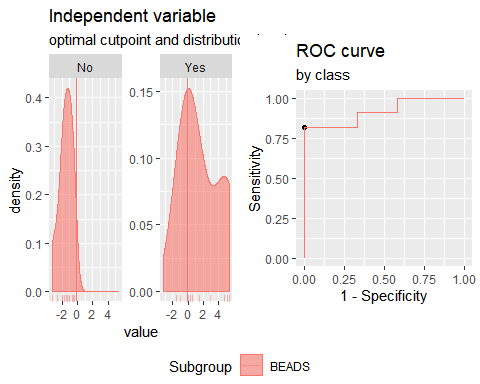 Independent variable
optimal cutpoint and distributio
No
Yes
0.4
0.3
0.2
0.1
0.0
density
-2 0 2 4
0.15
0.10
0.05
0.00
-2 0 2 4
value
ROC curve
by class
1.00
0.75
0.50
0.25
0.00
Sensitivity
0.00 0.25 0.50 0.75 1.00
1 - Specificity
Subgroup
BEADS